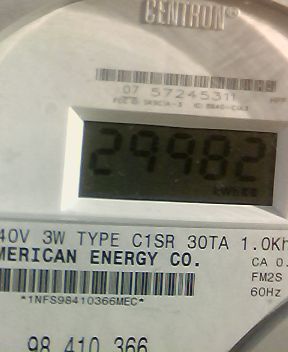 CENTRON®
07 57245311
29982
kWh
40V 3W TYPE C1SR 30TA 1.0Kh
MERICAN ENERGY CO.
CA 0.
FM2S
60Hz
*1NFS98410366MEC*
98 410 366